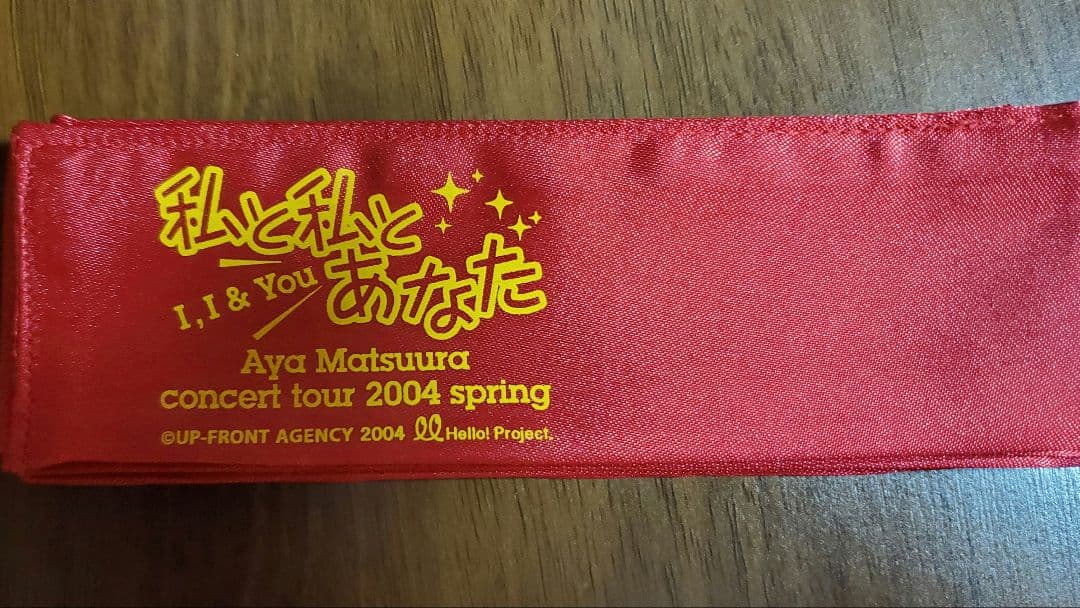 私と私と
あなた
I, I & You
Aya Matsuura
concert tour 2004 spring
©UP-FRONT AGENCY 2004 Hello! Project.